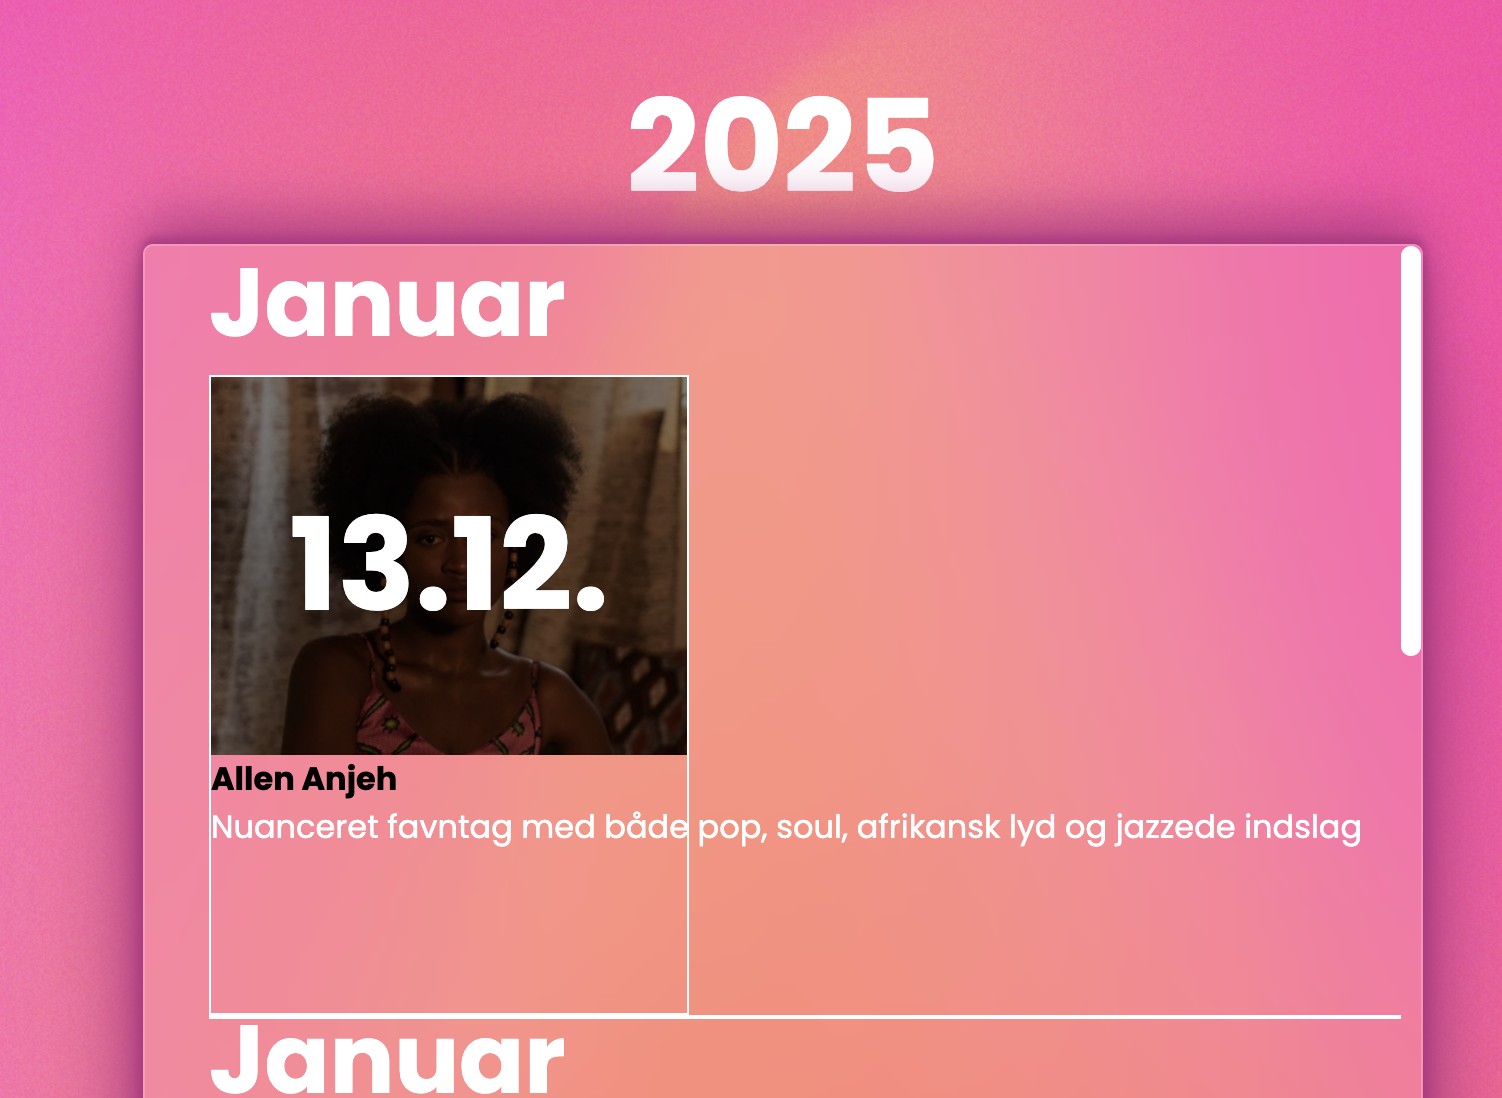 2025
Januar
13.12.
Allen Anjeh
Nuanceret favntag med både pop, soul, afrikansk lyd og jazzede indslag
Januar